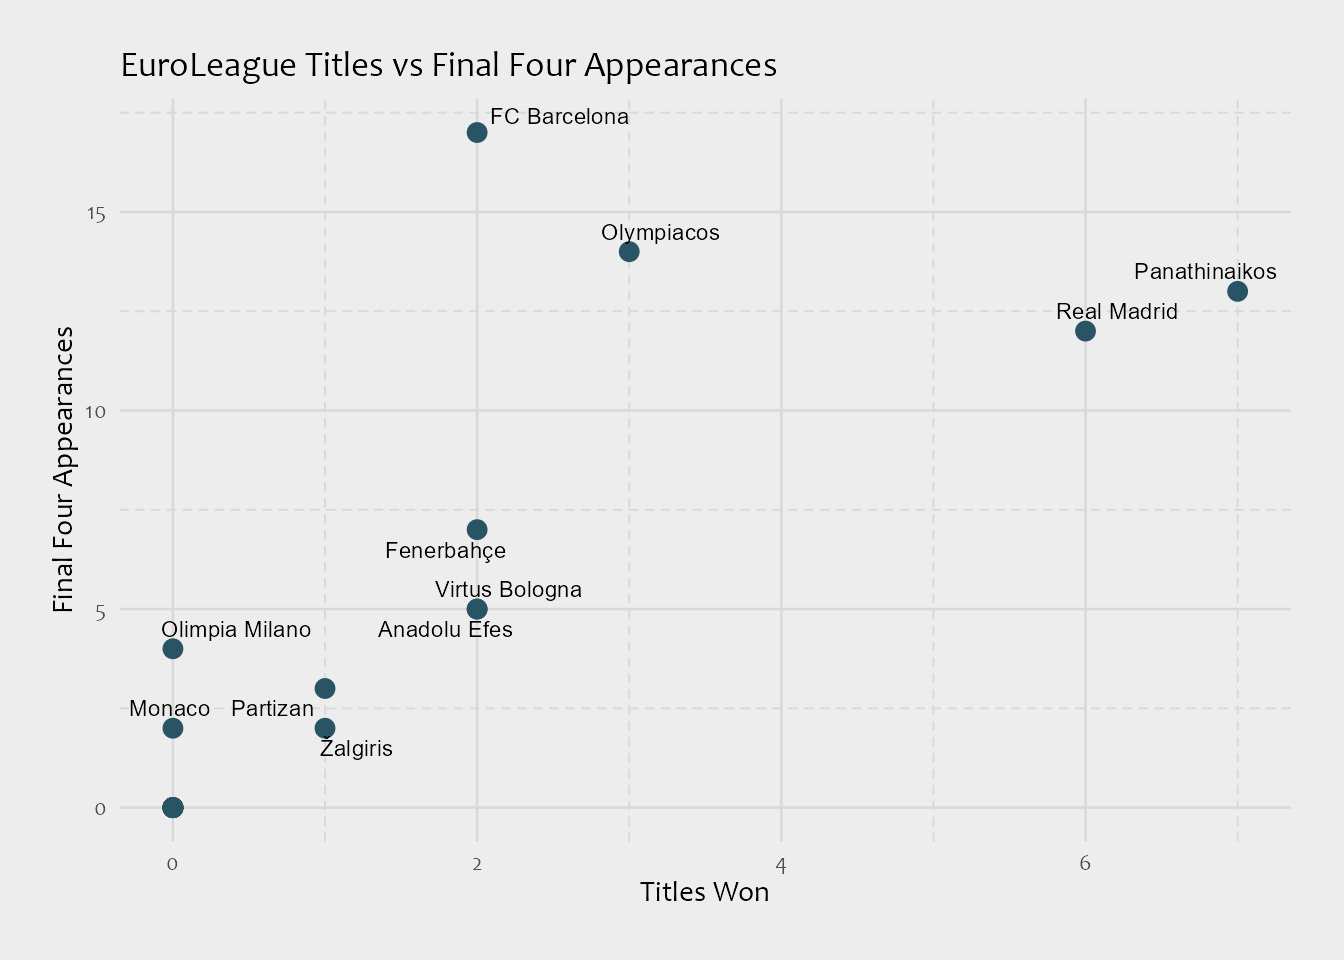 EuroLeague Titles vs Final Four Appearances
FC Barcelona
15
Olympiacos
Panathinaikos
Real Madrid
Final Four Appearances
10
Fenerbahçe
Virtus Bologna
5
Olimpia Milano
Anadolu Efes
Monaco
Partizan
Žalgiris
0
0
2
4
6
Titles Won